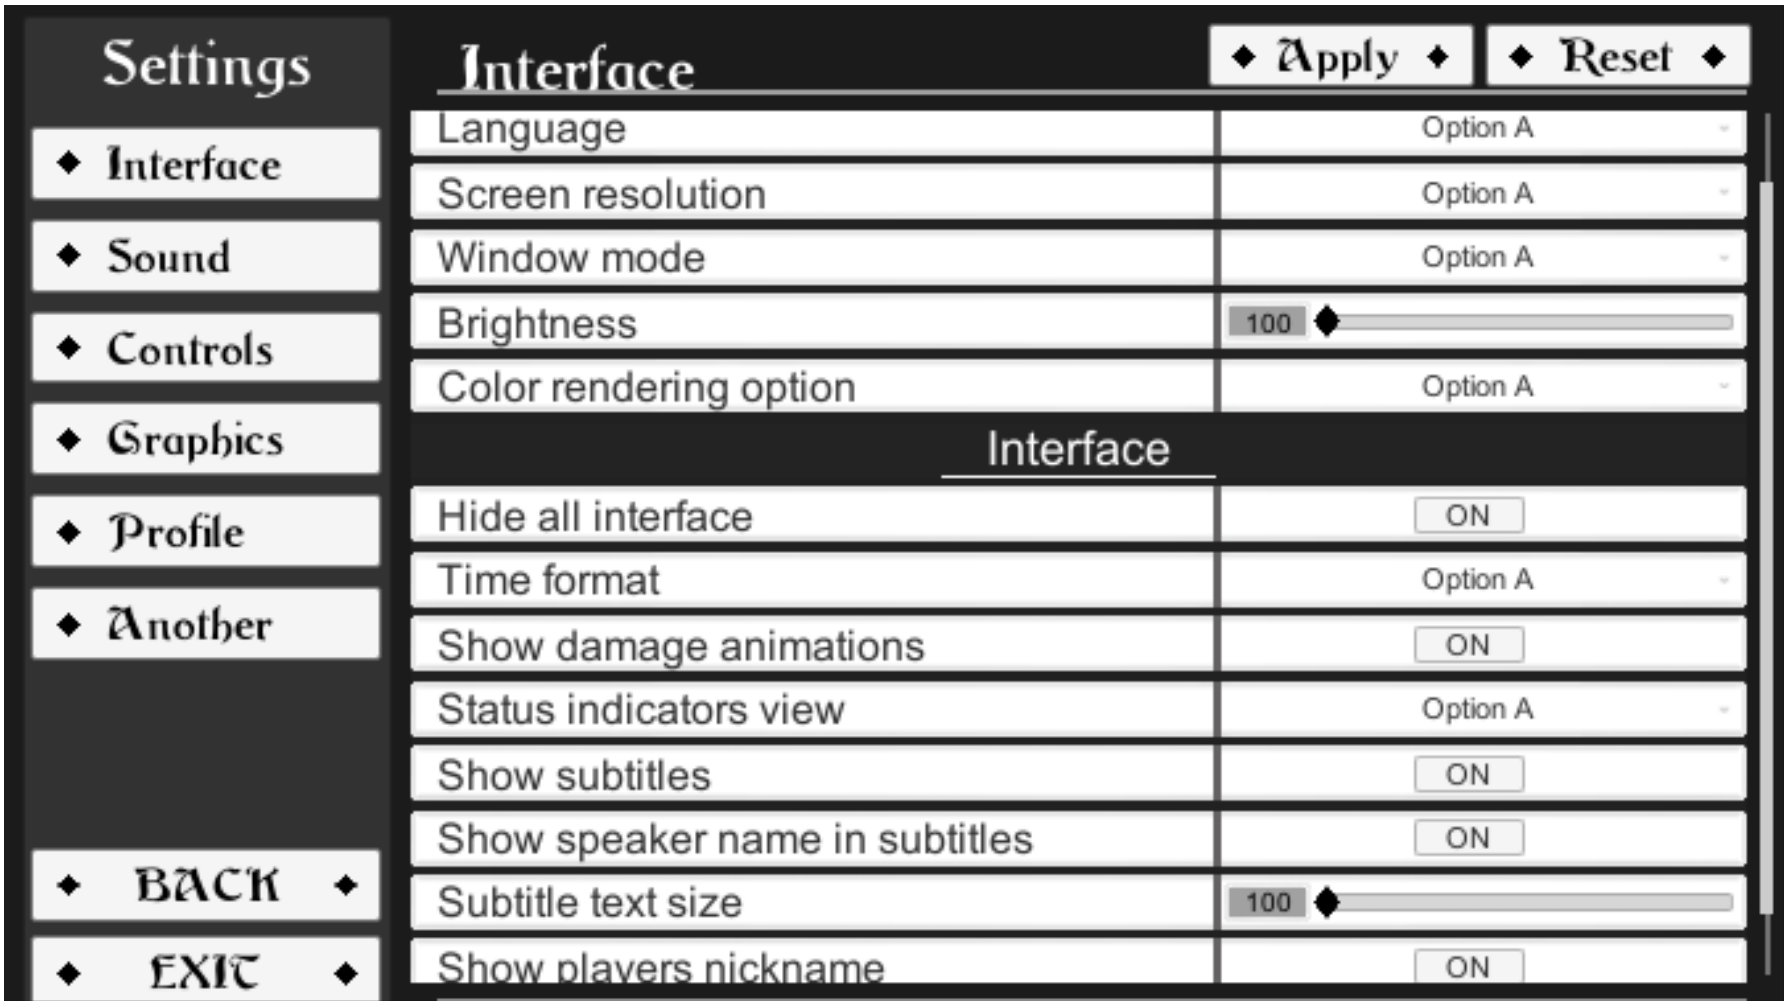 Settings
Interface
Sound
Controls
Graphics
Profile
Another
BACK
EXIT
Interface
Apply
Reset
Language Option A
Screen resolution Option A
Window mode Option A
Brightness 100
Color rendering option Option A
Interface
Hide all interface ON
Time format Option A
Show damage animations ON
Status indicators view Option A
Show subtitles ON
Show speaker name in subtitles ON
Subtitle text size 100
Show players nickname ON